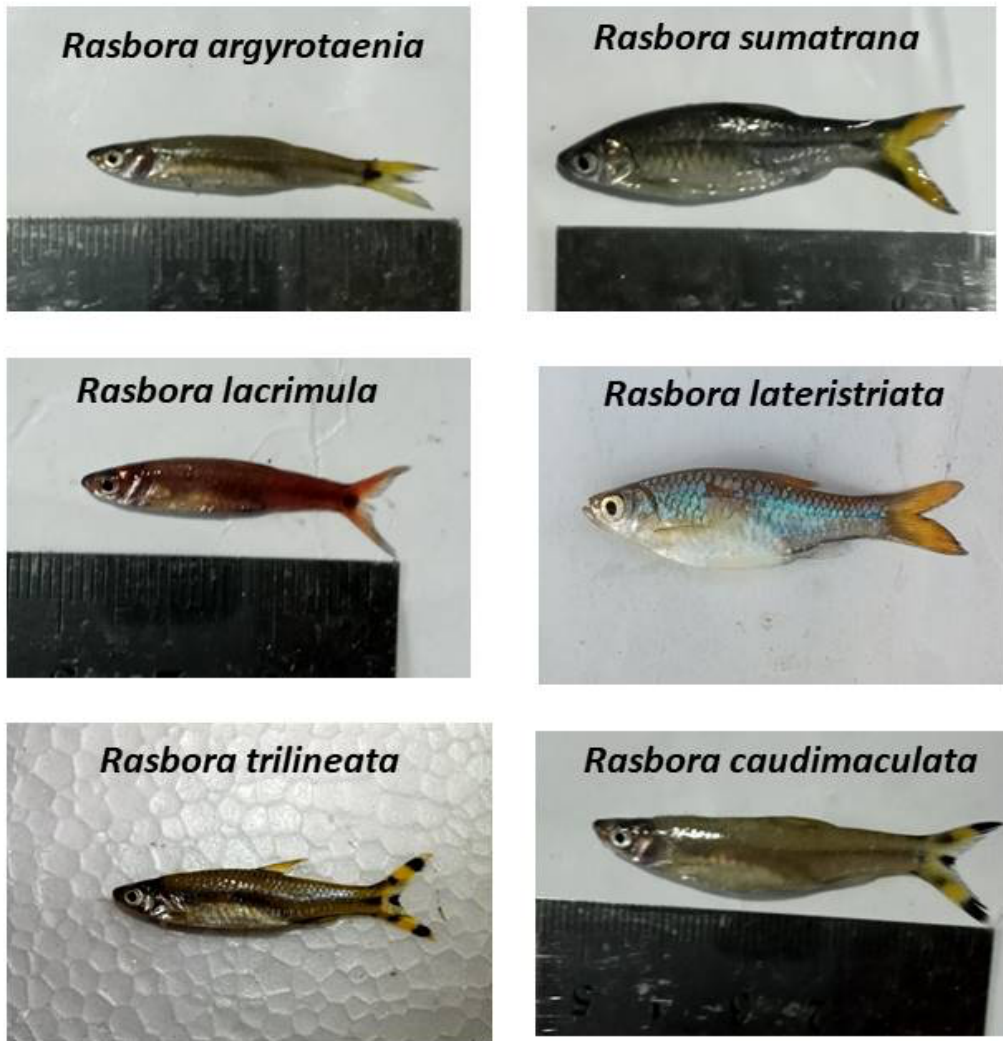 Rasbora argyrotaenia
Rasbora sumatrana
Rasbora lacrimula
Rasbora lateristriata
Rasbora trilineata
Rasbora caudimaculata